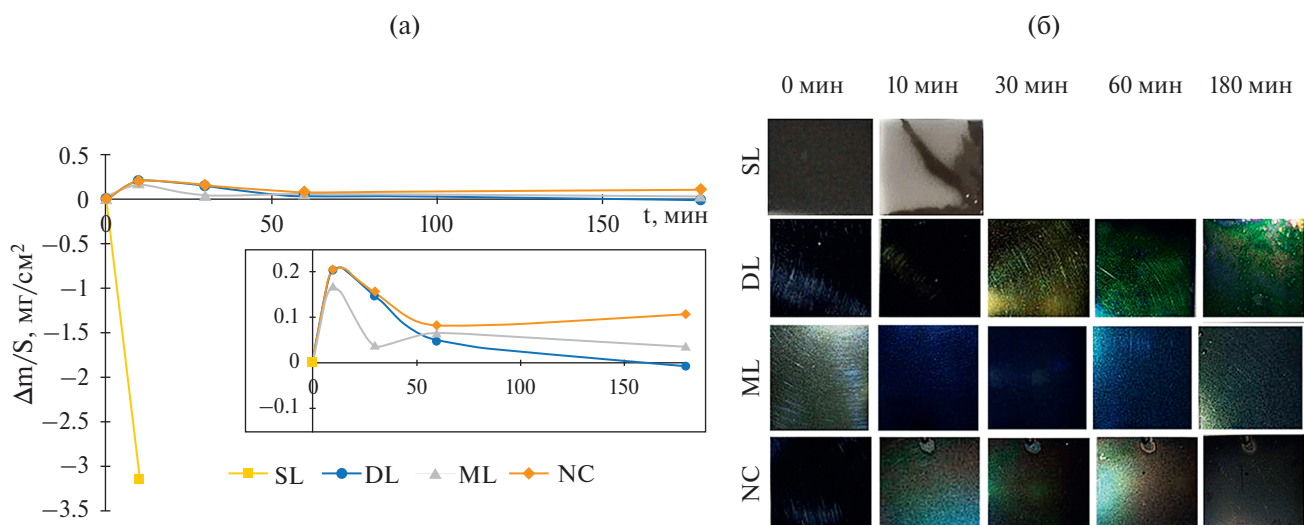 (а)
(б)
0 мин 10 мин 30 мин 60 мин 180 мин
SL
DL
ML
NC
Δm/S, мг/см²
0.5
0
−0.5
−1
−1.5
−2
−2.5
−3
−3.5
0 50 100 150
t, мин
0.2
0.1
0
−0.1
0 50 100 150
SL DL ML NC